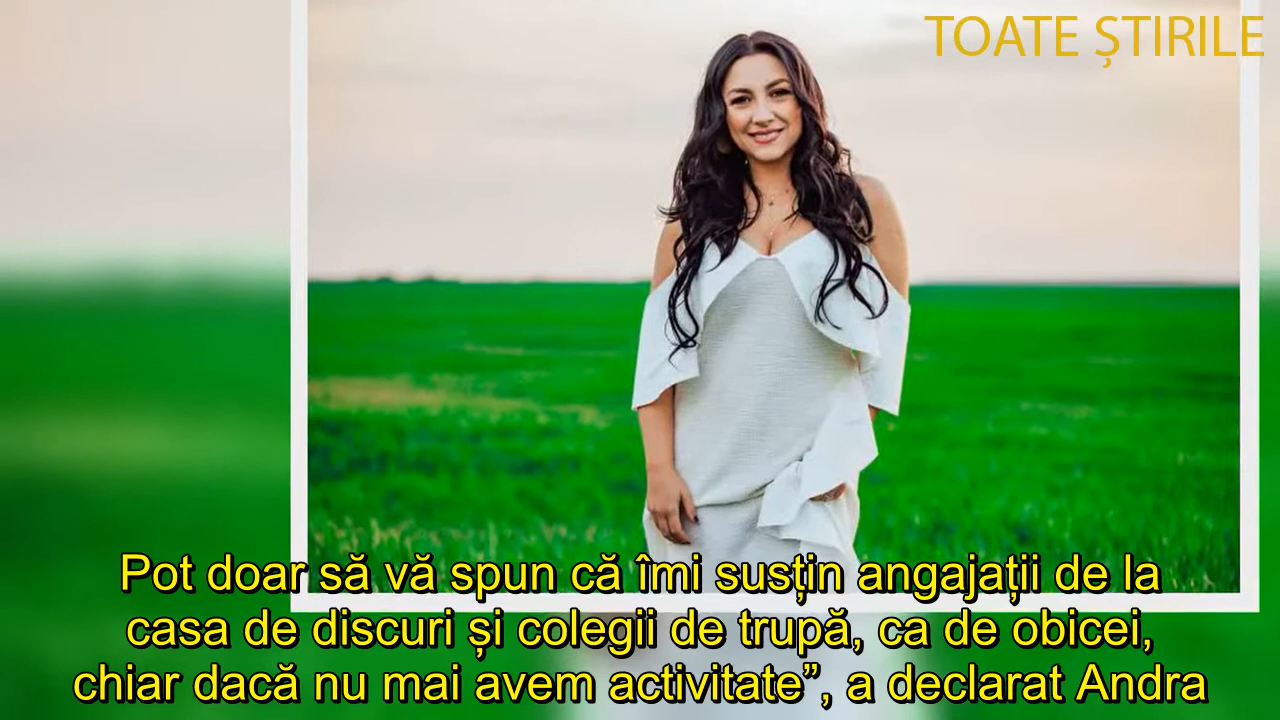 TOATE ȘTIRILE
Pot doar să vă spun că îmi susțin angajații de la
casa de discuri și colegii de trupă, ca de obicei,
chiar dacă nu mai avem activitate”, a declarat Andra